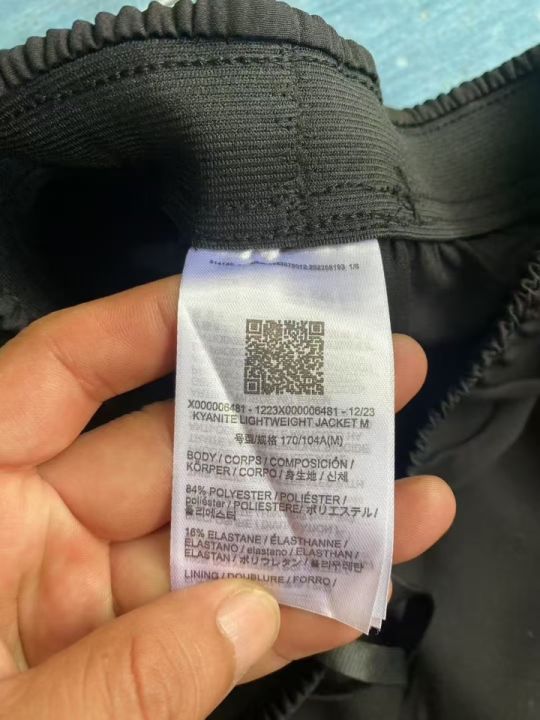 X000006481 - 1223X000006481 - 12/23
KYANITE LIGHTWEIGHT JACKET M
号型/规格 170/104A(M)
BODY / CORPS / COMPOSICIÓN /
KÖRPER / CORPO / 身生地 / 신체
84% POLYESTER / POLIÉSTER /
poliéster / POLIESTERE/ ポリエステル /
폴리에스터
16% ELASTANE / ÉLASTHANNE /
ELASTANO / elastano / ELASTHAN /
ELASTAN / ポリウレタン / 폴리우레탄
LINING / DOUBLURE / FORRO /